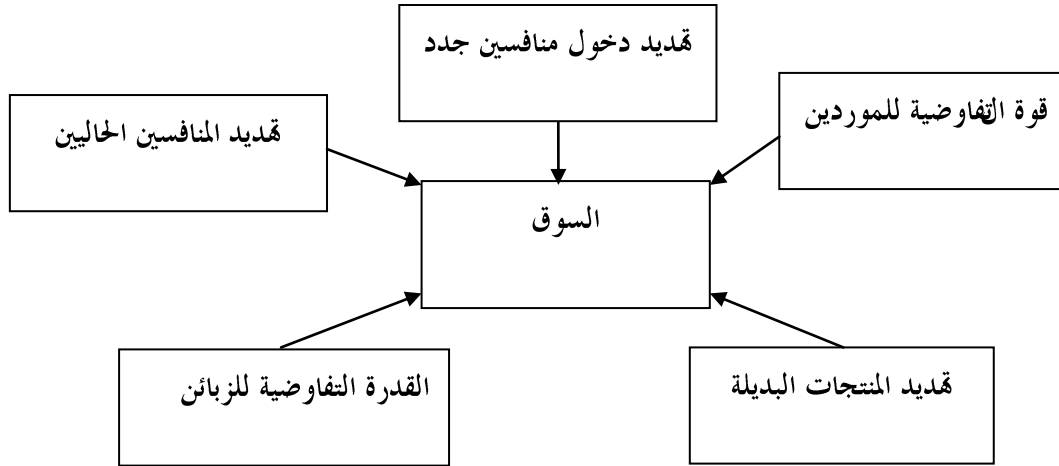 تهديد دخول منافسين جدد
قوة التفاوضية للموردين
تهديد المنافسين الحاليين
السوق
القدرة التفاوضية للزبائن
تهديد المنتجات البديلة